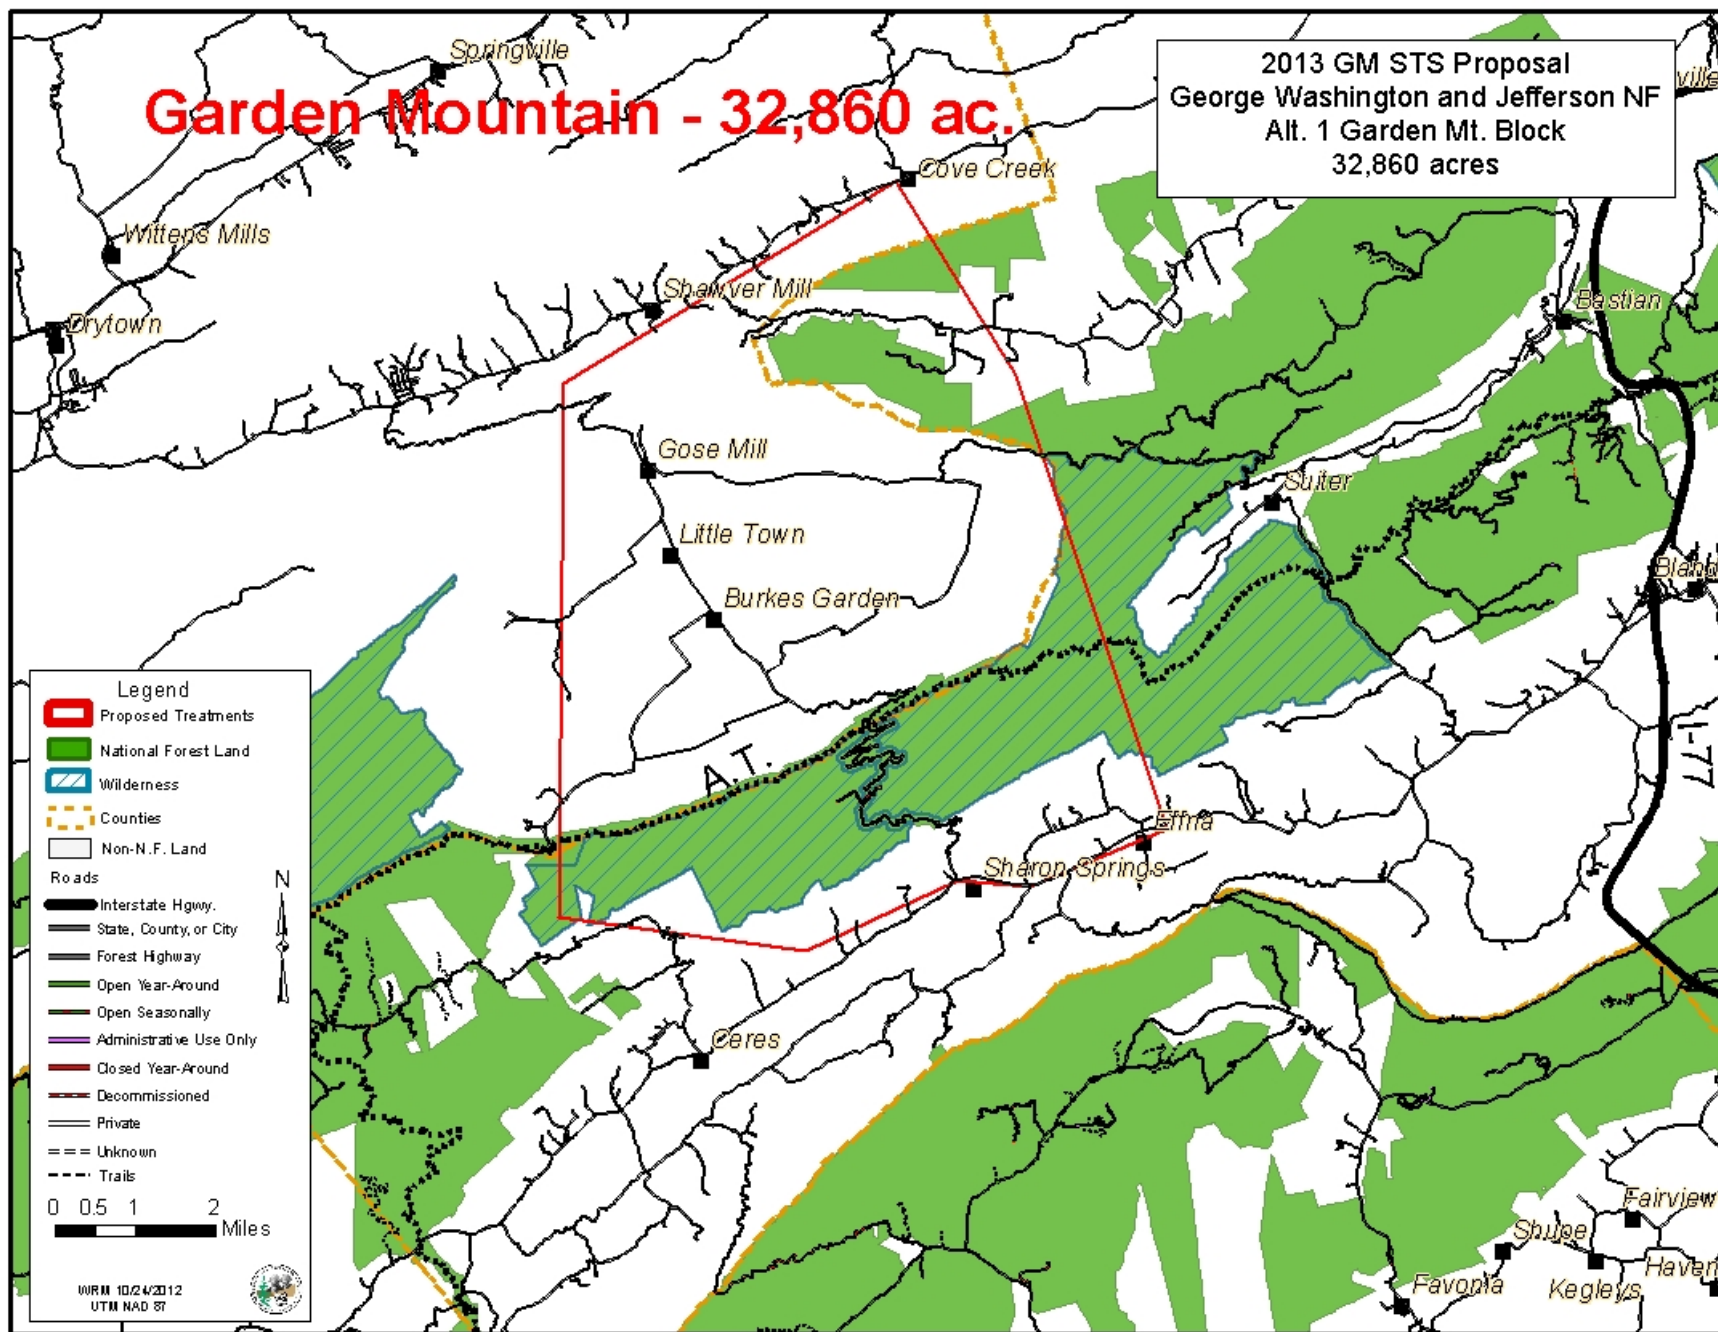 Springville
Garden Mountain - 32,860 ac.
2013 GM STS Proposal
George Washington and Jefferson NF
Alt. 1 Garden Mt. Block
32,860 acres
ville
Cove Creek
Wittens Mills
Shawver Mill
Bastian
Drytown
Gose Mill
Suiter
Little Town
Bland
Burkes Garden
A.T.
I-77
Effna
Sharon Springs
Ceres
Fairview
Shupe
Kegleys
Haven
Favonia
Legend
Proposed Treatments
National Forest Land
Wilderness
Counties
Non-N.F. Land
Roads
N
Interstate Hgwy.
State, County, or City
Forest Highway
Open Year-Around
Open Seasonally
Administrative Use Only
Closed Year-Around
Decommissioned
Private
Unknown
Trails
0 0.5 1 2
Miles
WRM 10/24/2012
UTM NAD 87